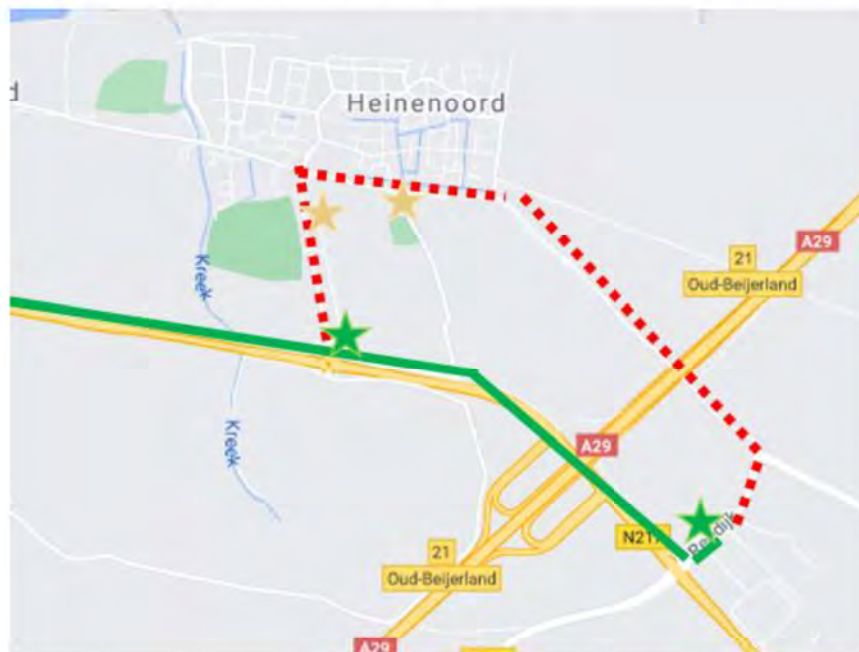 d
Heinenoord
A29
21
Oud-Beijerland
Kreek
Kreek
A29
N217
21
Oud-Beijerland
A29